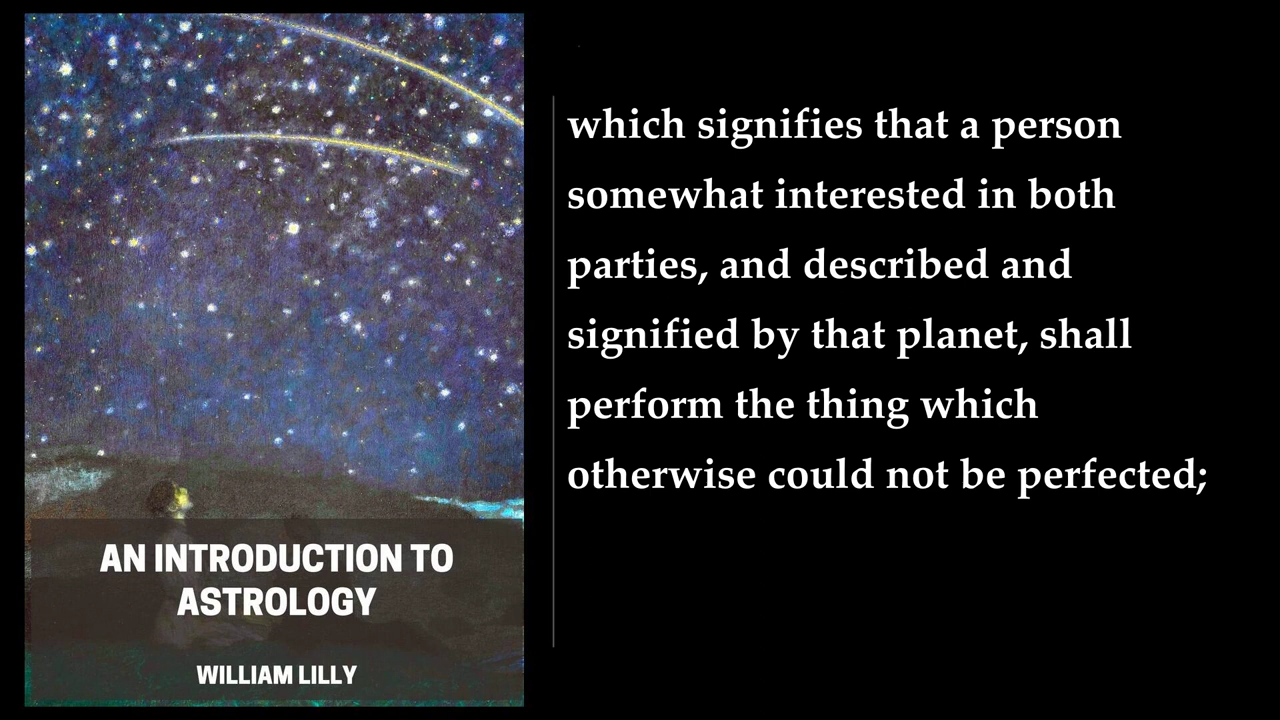 AN INTRODUCTION TO
ASTROLOGY
WILLIAM LILLY
which signifies that a person
somewhat interested in both
parties, and described and
signified by that planet, shall
perform the thing which
otherwise could not be perfected;